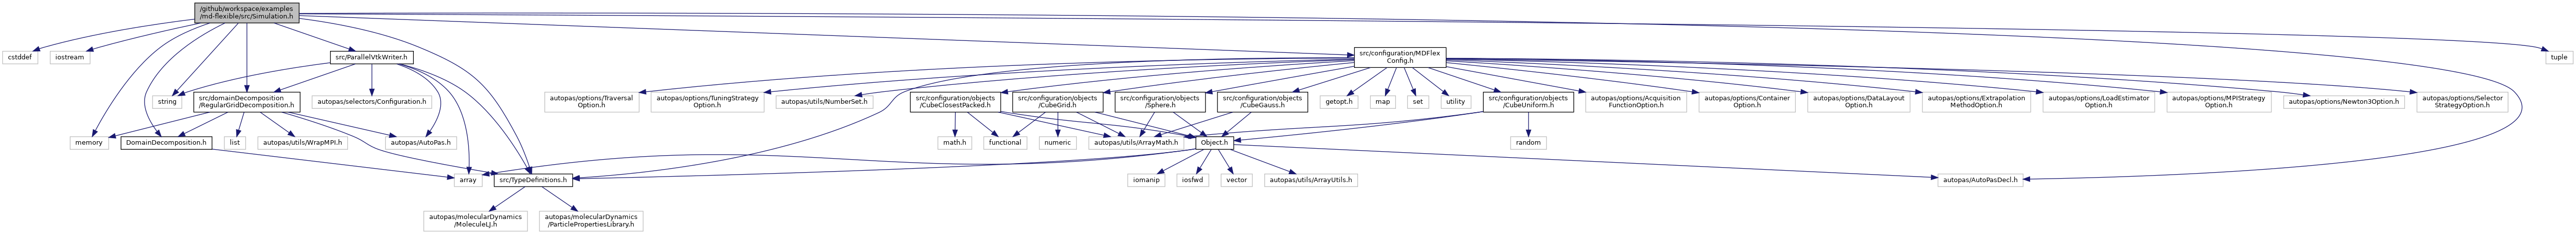 /github/workspace/examples
/md-flexible/src/Simulation.h
cstddef
iostream
src/ParallelVtkWriter.h
src/configuration/MDFlex
Config.h
tuple
string
src/domainDecomposition
/RegularGridDecomposition.h
autopas/selectors/Configuration.h
autopas/options/Traversal
Option.h
autopas/options/TuningStrategy
Option.h
autopas/utils/NumberSet.h
src/configuration/objects
/CubeClosestPacked.h
src/configuration/objects
/CubeGrid.h
src/configuration/objects
/Sphere.h
src/configuration/objects
/CubeGauss.h
getopt.h
map
set
utility
src/configuration/objects
/CubeUniform.h
autopas/options/Acquisition
FunctionOption.h
autopas/options/Container
Option.h
autopas/options/DataLayout
Option.h
autopas/options/Extrapolation
MethodOption.h
autopas/options/LoadEstimator
Option.h
autopas/options/MPIStrategy
Option.h
autopas/options/Newton3Option.h
autopas/options/Selector
StrategyOption.h
memory
DomainDecomposition.h
list
autopas/utils/WrapMPI.h
autopas/AutoPas.h
math.h
functional
numeric
autopas/utils/ArrayMath.h
Object.h
random
array
src/TypeDefinitions.h
iomanip
iosfwd
vector
autopas/utils/ArrayUtils.h
autopas/AutoPasDecl.h
autopas/molecularDynamics
/MoleculeLJ.h
autopas/molecularDynamics
/ParticlePropertiesLibrary.h